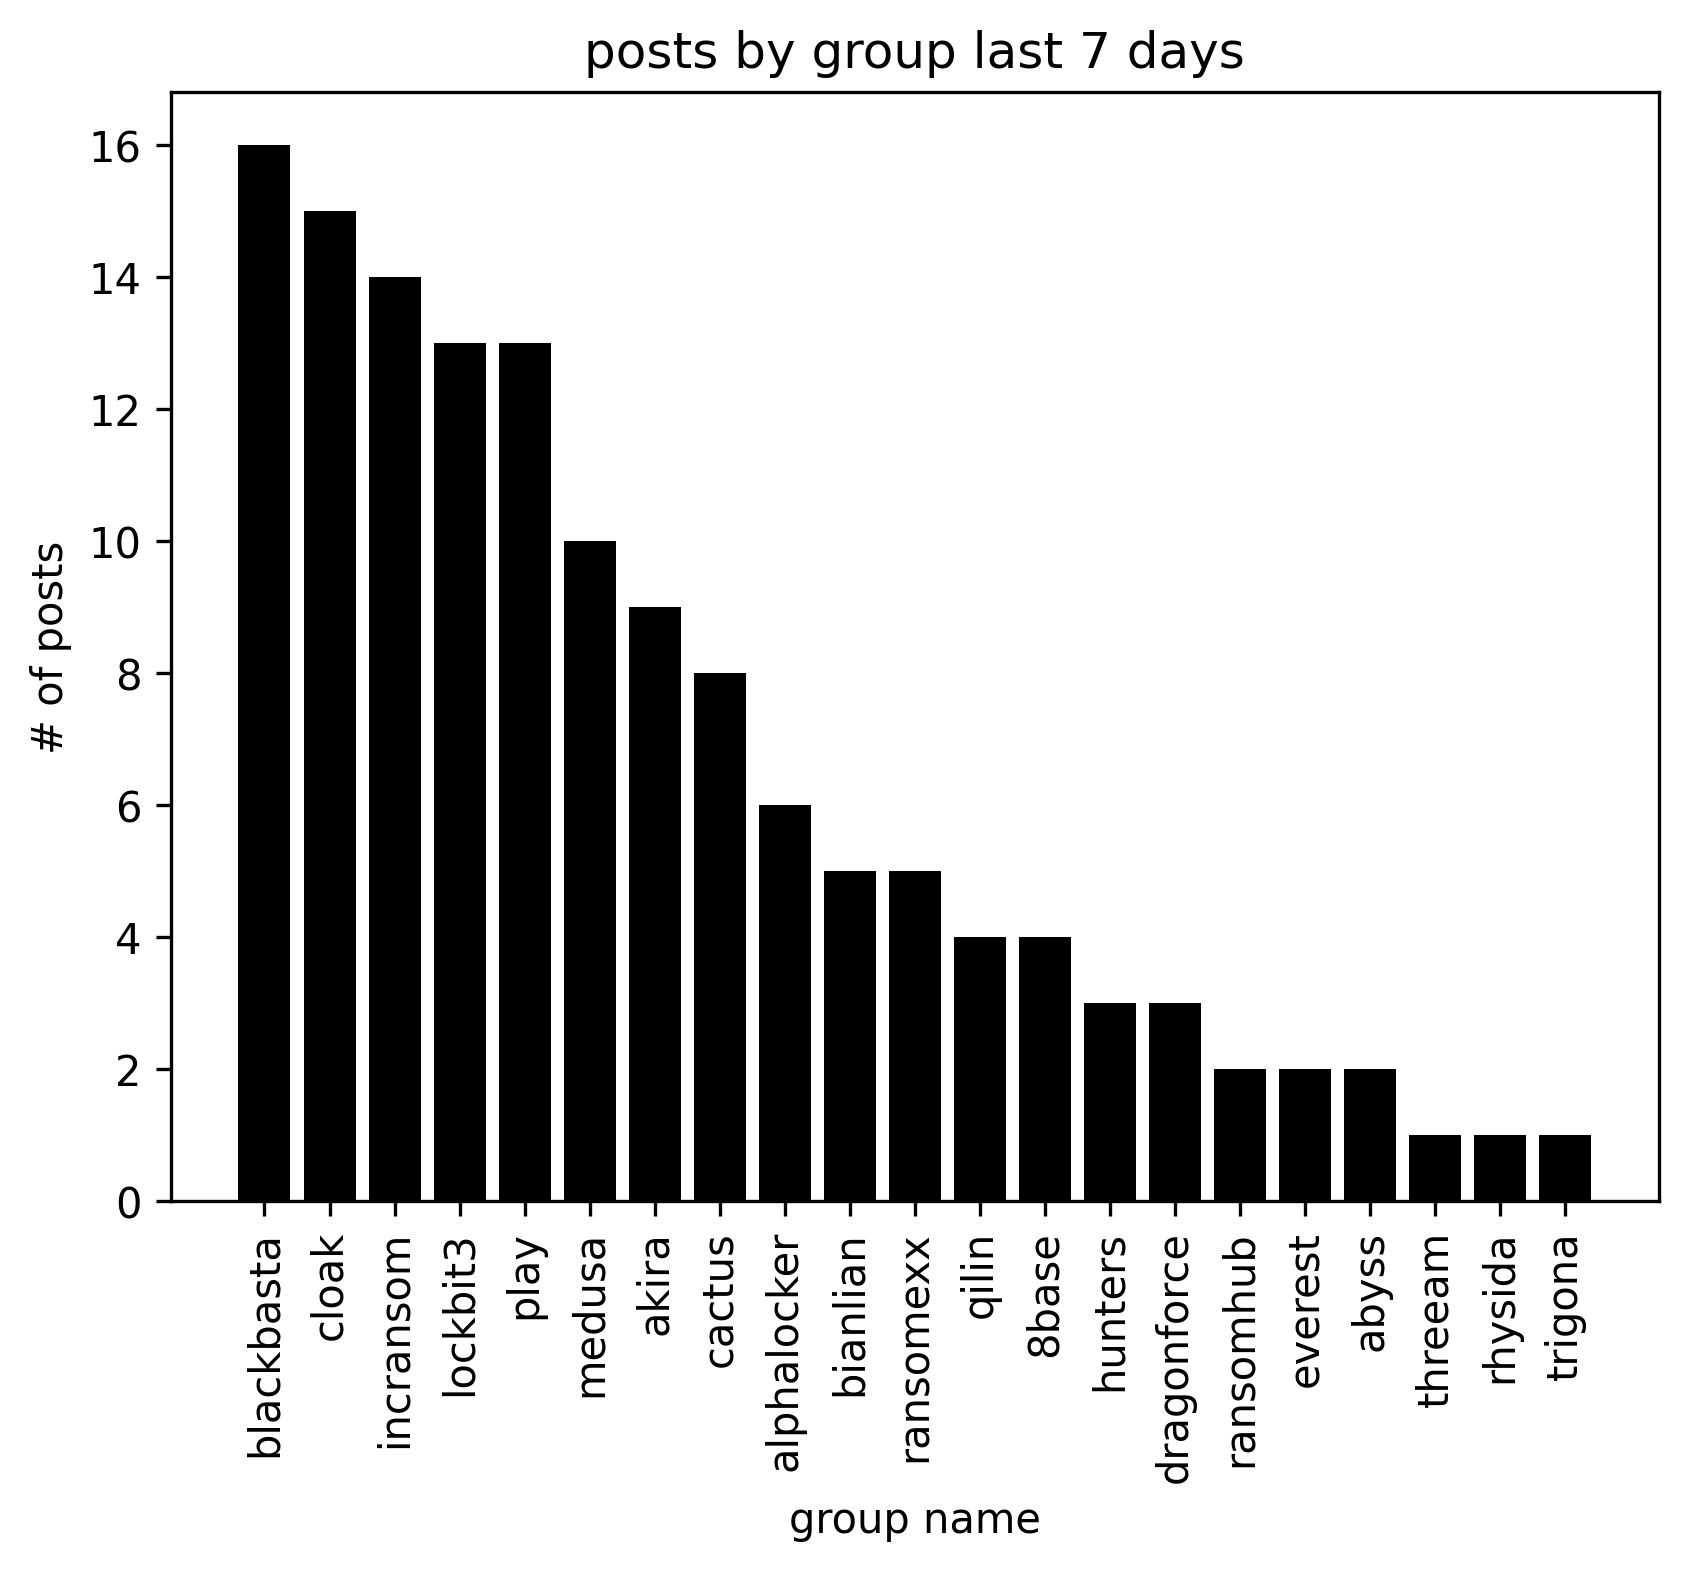 posts by group last 7 days
# of posts
16
14
12
10
8
6
4
2
0
blackbasta
cloak
incransom
lockbit3
play
medusa
akira
cactus
alphalocker
bianlian
ransomexx
qilin
8base
hunters
dragonforce
ransomhub
everest
abyss
threeam
rhysida
trigona
group name